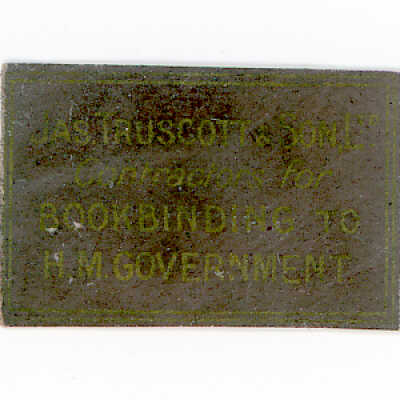 JAS TRUSCOTT & SON, LTD
Contractors for
BOOKBINDING TO
H.M. GOVERNMENT